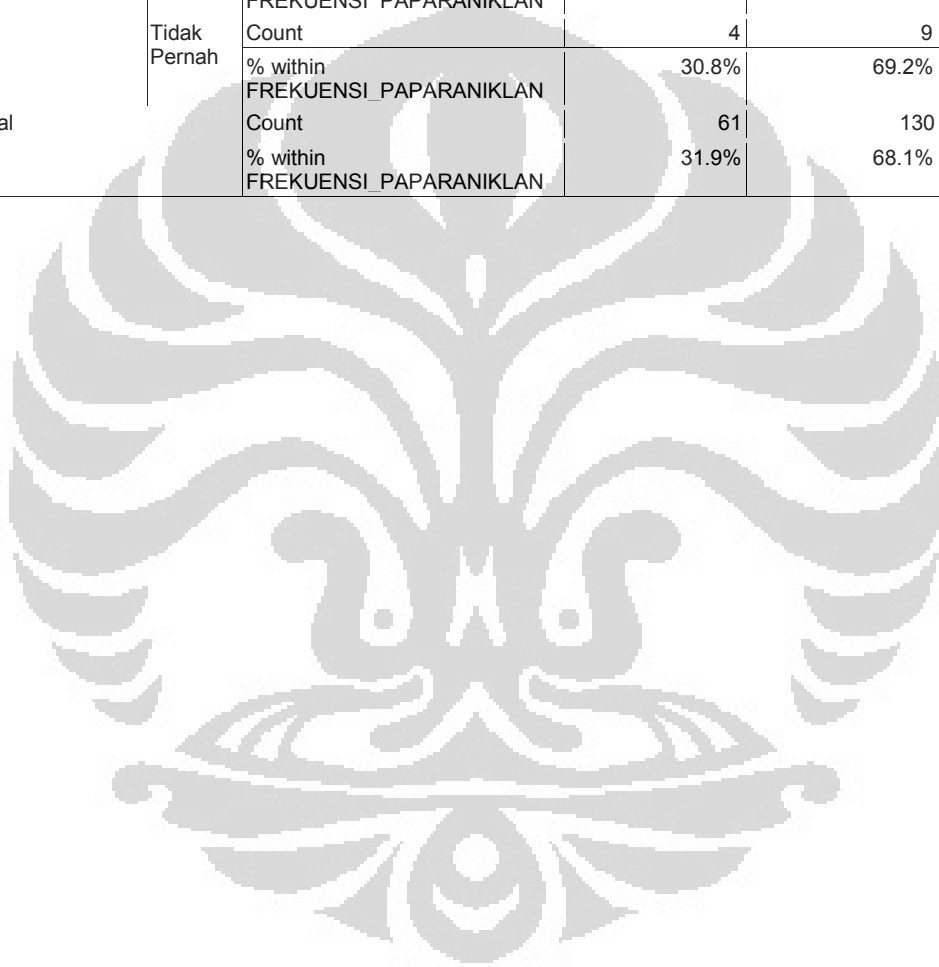 FREKUENSI_PAPARANIKLAN
Tidak Pernah Count 4 9
% within FREKUENSI_PAPARANIKLAN 30.8% 69.2%
al Count 61 130
% within FREKUENSI_PAPARANIKLAN 31.9% 68.1%